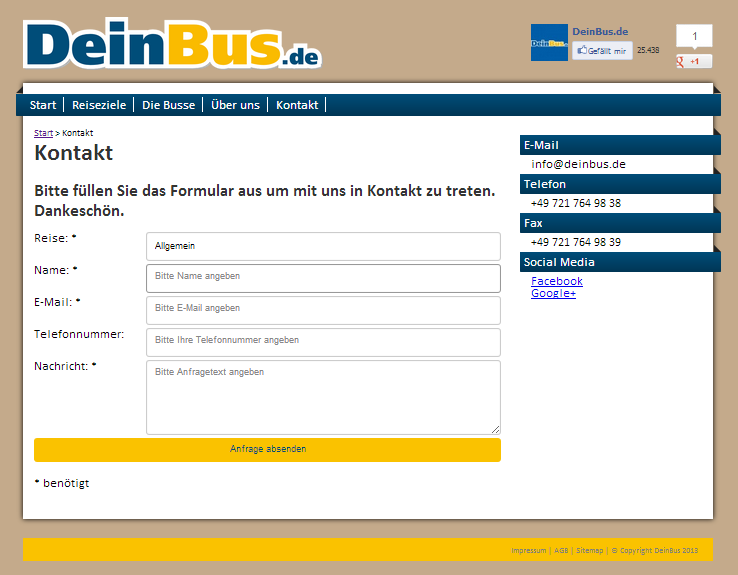 DeinBus.de
DeinBus.de
DeinBus.de
Gefällt mir
25.438
1
+1
Start
Reiseziele
Die Busse
Über uns
Kontakt
Start > Kontakt
Kontakt
Bitte füllen Sie das Formular aus um mit uns in Kontakt zu treten.
Dankeschön.
Reise: *
Allgemein
Name: *
Bitte Name angeben
E-Mail: *
Bitte E-Mail angeben
Telefonnummer:
Bitte Ihre Telefonnummer angeben
Nachricht: *
Bitte Anfragetext angeben
Anfrage absenden
* benötigt
E-Mail
info@deinbus.de
Telefon
+49 721 764 98 38
Fax
+49 721 764 98 39
Social Media
Facebook
Google+
Impressum | AGB | Sitemap | © Copyright DeinBus 2013